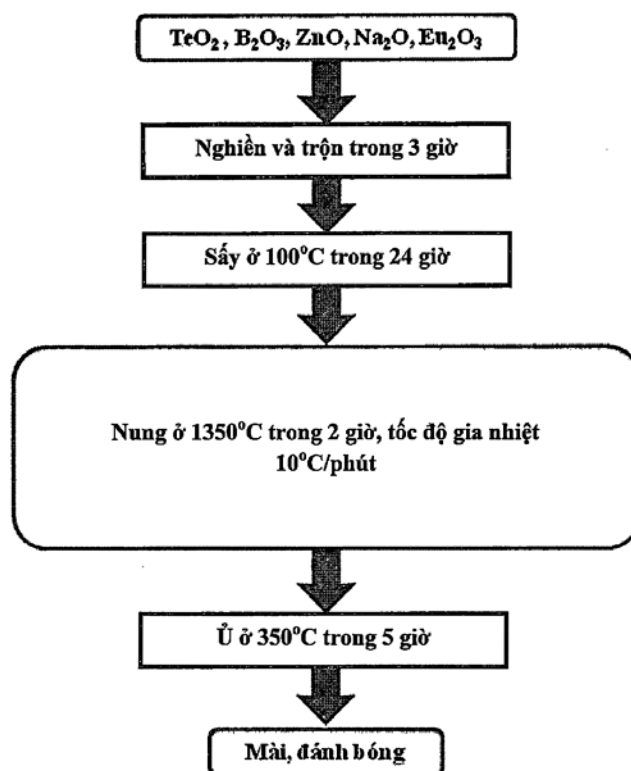 TeO₂, B₂O₃, ZnO, Na₂O, Eu₂O₃
Nghiền và trộn trong 3 giờ
Sấy ở 100°C trong 24 giờ
Nung ở 1350°C trong 2 giờ, tốc độ gia nhiệt
10°C/phút
Ủ ở 350°C trong 5 giờ
Mài, đánh bóng